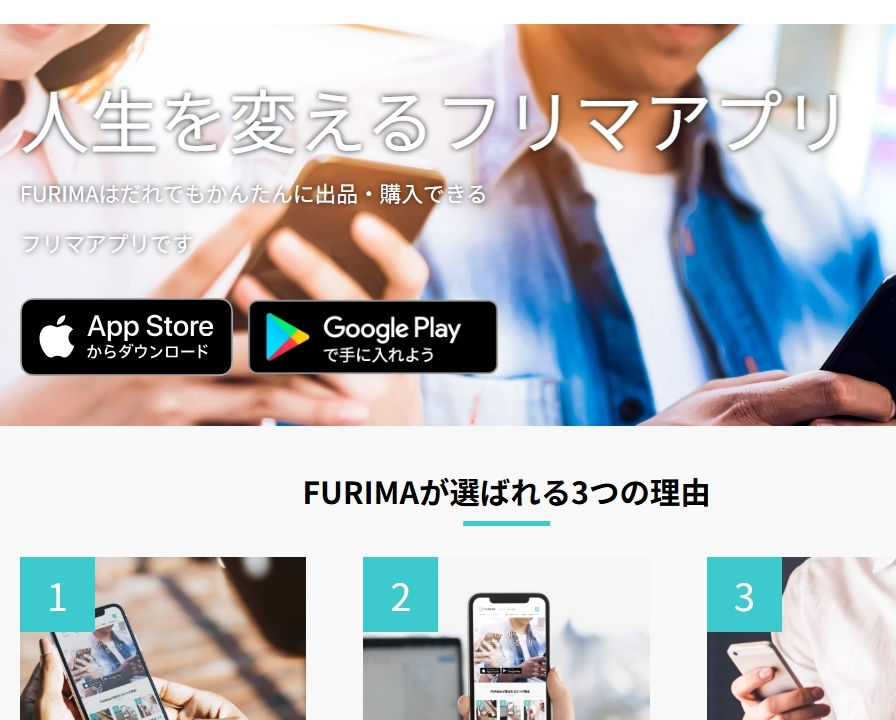 人生を変えるフリマアプリ
FURIMAはだれでもかんたんに出品・購入できる
フリマアプリです
App Store
からダウンロード
Google Play
で手に入れよう
FURIMAが選ばれる3つの理由
1
2
3